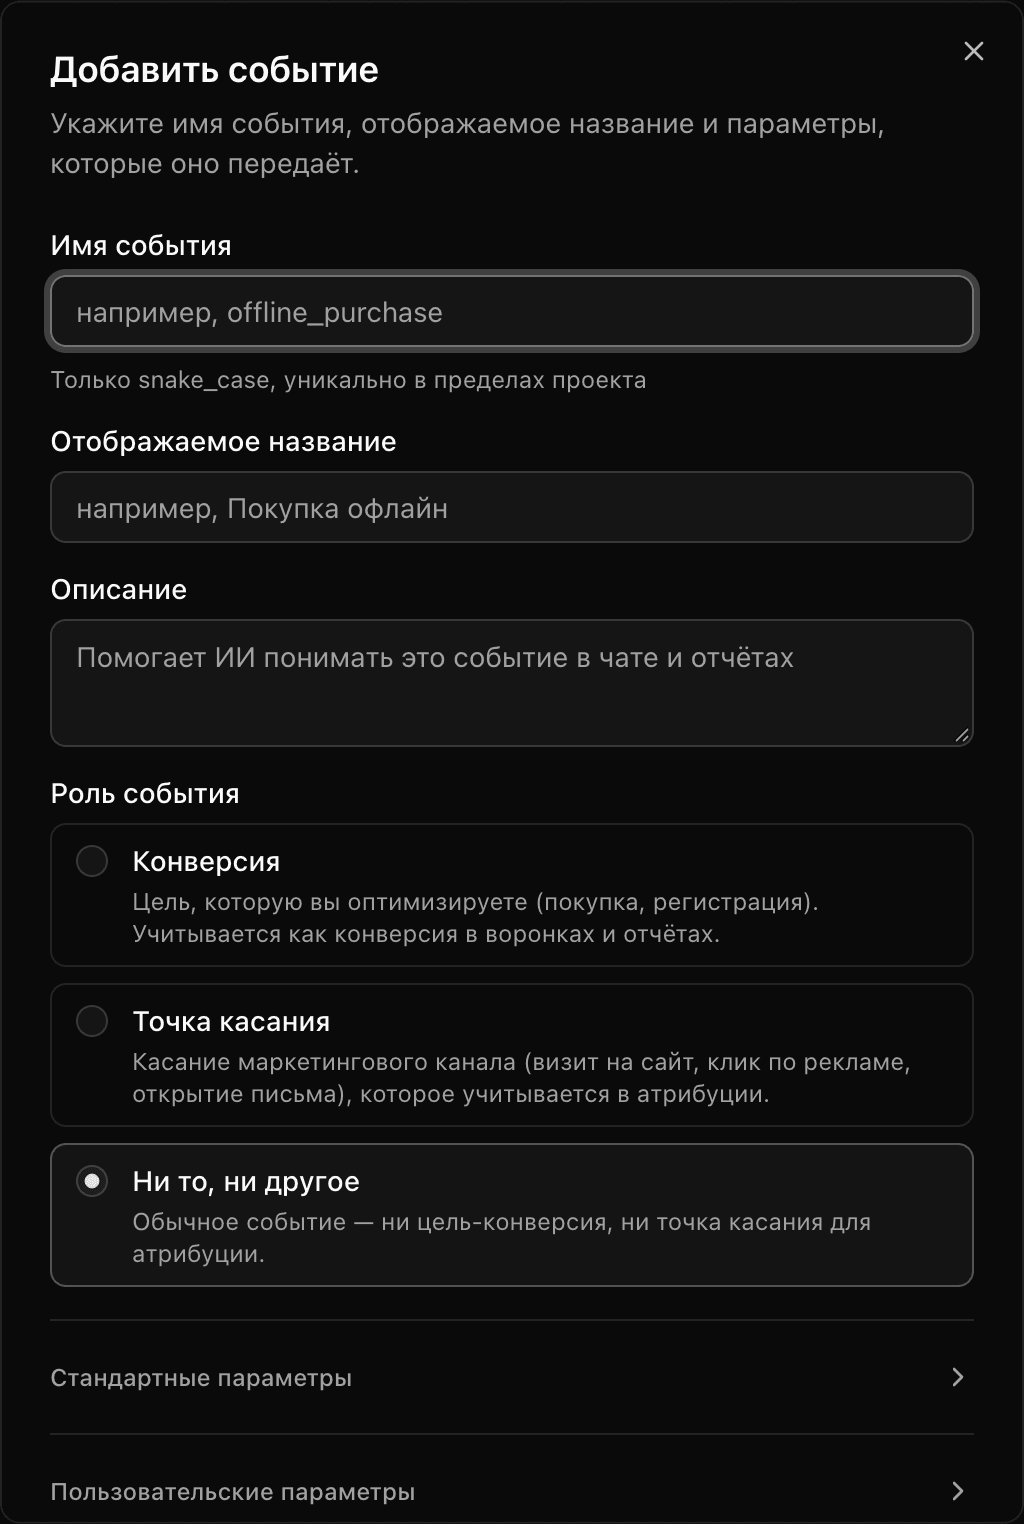 Добавить событие
Укажите имя события, отображаемое название и параметры,
которые оно передаёт.
Имя события
например, offline_purchase
Только snake_case, уникально в пределах проекта
Отображаемое название
например, Покупка офлайн
Описание
Помогает ИИ понимать это событие в чате и отчётах
Роль события
Конверсия
Цель, которую вы оптимизируете (покупка, регистрация).
Учитывается как конверсия в воронках и отчётах.
Точка касания
Касание маркетингового канала (визит на сайт, клик по рекламе,
открытие письма), которое учитывается в атрибуции.
Ни то, ни другое
Обычное событие — ни цель-конверсия, ни точка касания для
атрибуции.
Стандартные параметры
Пользовательские параметры